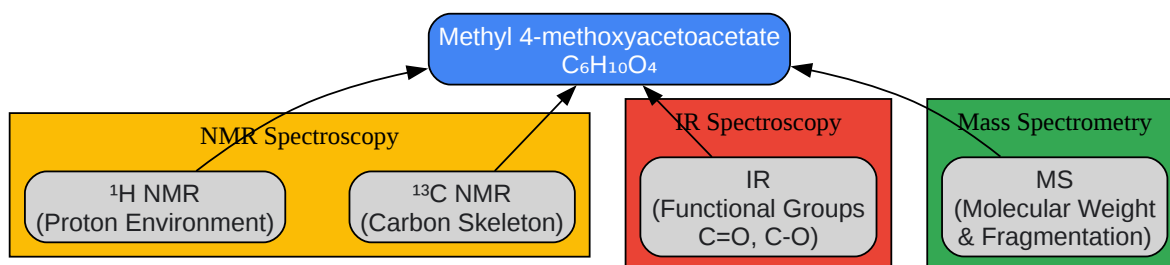 Methyl 4-methoxyacetoacetate
C₆H₁₀O₄
NMR Spectroscopy
IR Spectroscopy
Mass Spectrometry
¹H NMR
(Proton Environment)
¹³C NMR
(Carbon Skeleton)
IR
(Functional Groups
C=O, C-O)
MS
(Molecular Weight
& Fragmentation)